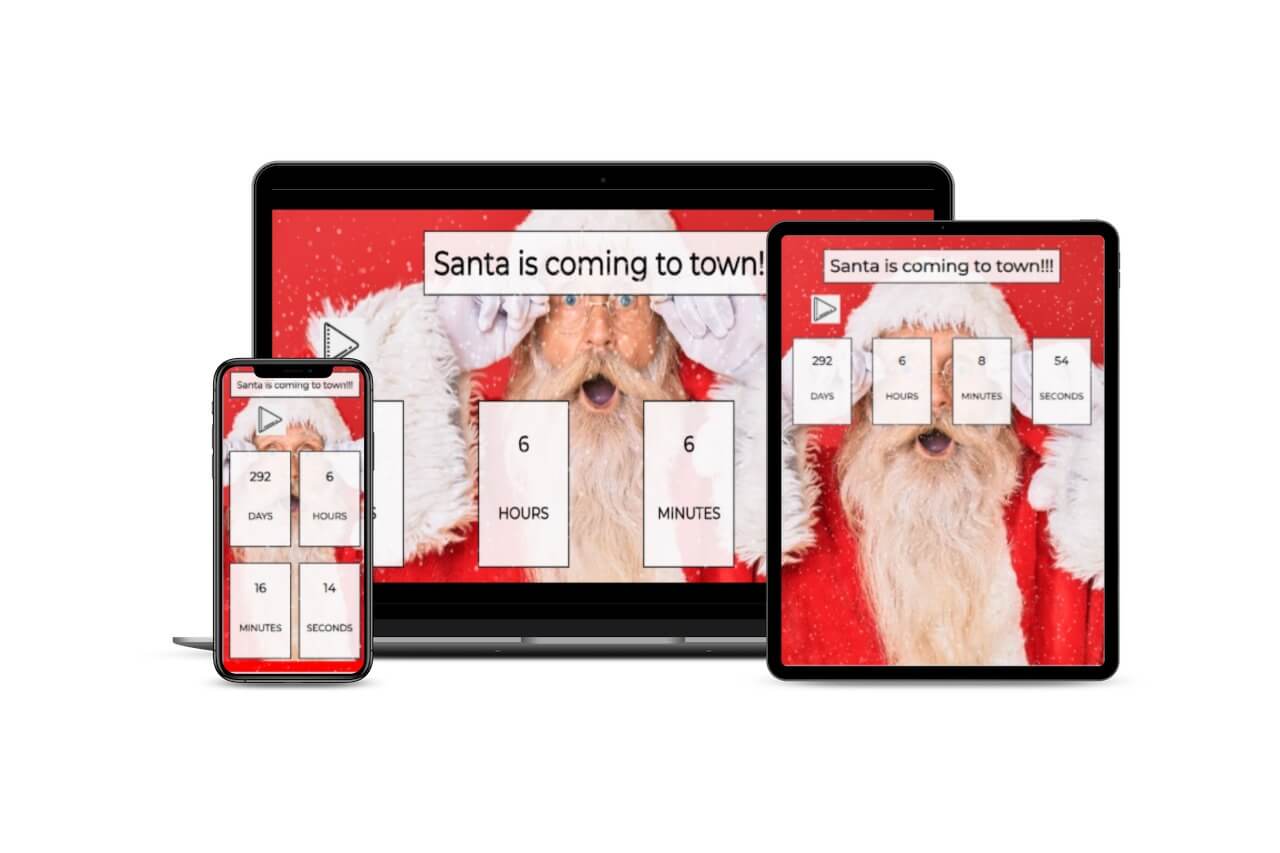 Santa is coming to town!
6
6
HOURS
MINUTES
Santa is coming to town!!!
292
6
8
54
DAYS
HOURS
MINUTES
SECONDS
Santa is coming to town!!!
292
6
DAYS
HOURS
16
14
MINUTES
SECONDS